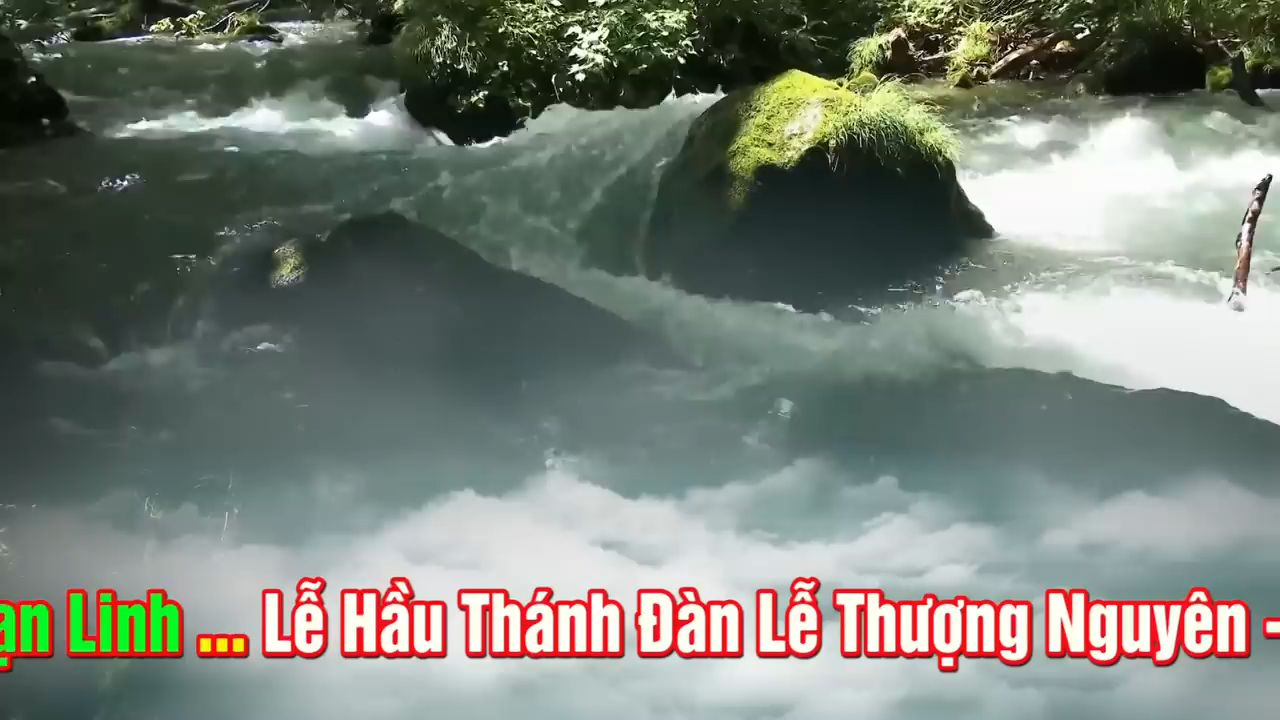 Linh ... Lễ Hầu Thánh Đàn Lễ Thượng Nguyên -